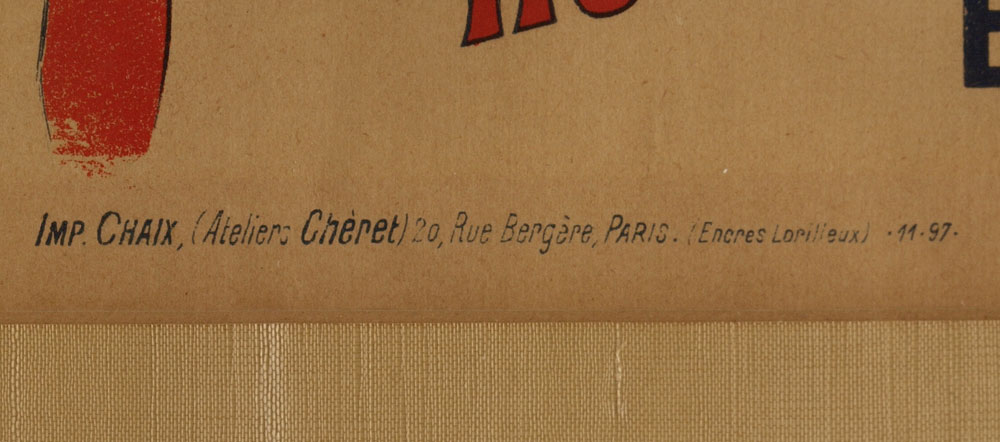 IMP. CHAIX, (Ateliers Chèret) 20, Rue Bergère, PARIS. (Encres Lorilleux) · 11 · 97 ·